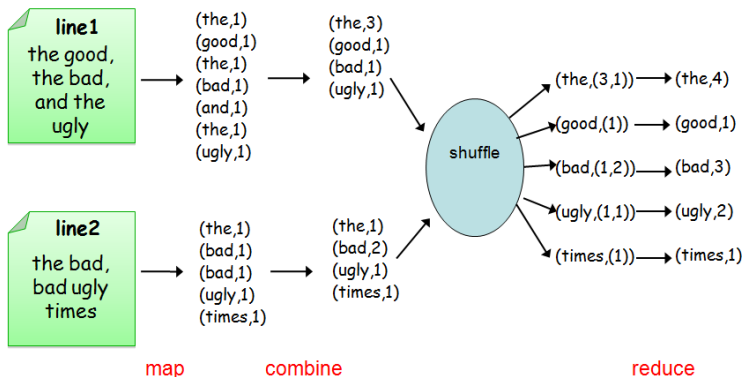 line1
the good,
the bad,
and the
ugly
(the,1)
(good,1)
(the,1)
(bad,1)
(and,1)
(the,1)
(ugly,1)
(the,3)
(good,1)
(bad,1)
(ugly,1)
line2
the bad,
bad ugly
times
(the,1)
(bad,1)
(bad,1)
(ugly,1)
(times,1)
(the,1)
(bad,2)
(ugly,1)
(times,1)
shuffle
(the,(3,1)) (the,4)
(good,(1)) (good,1)
(bad,(1,2)) (bad,3)
(ugly,(1,1)) (ugly,2)
(times,(1)) (times,1)
map combine reduce